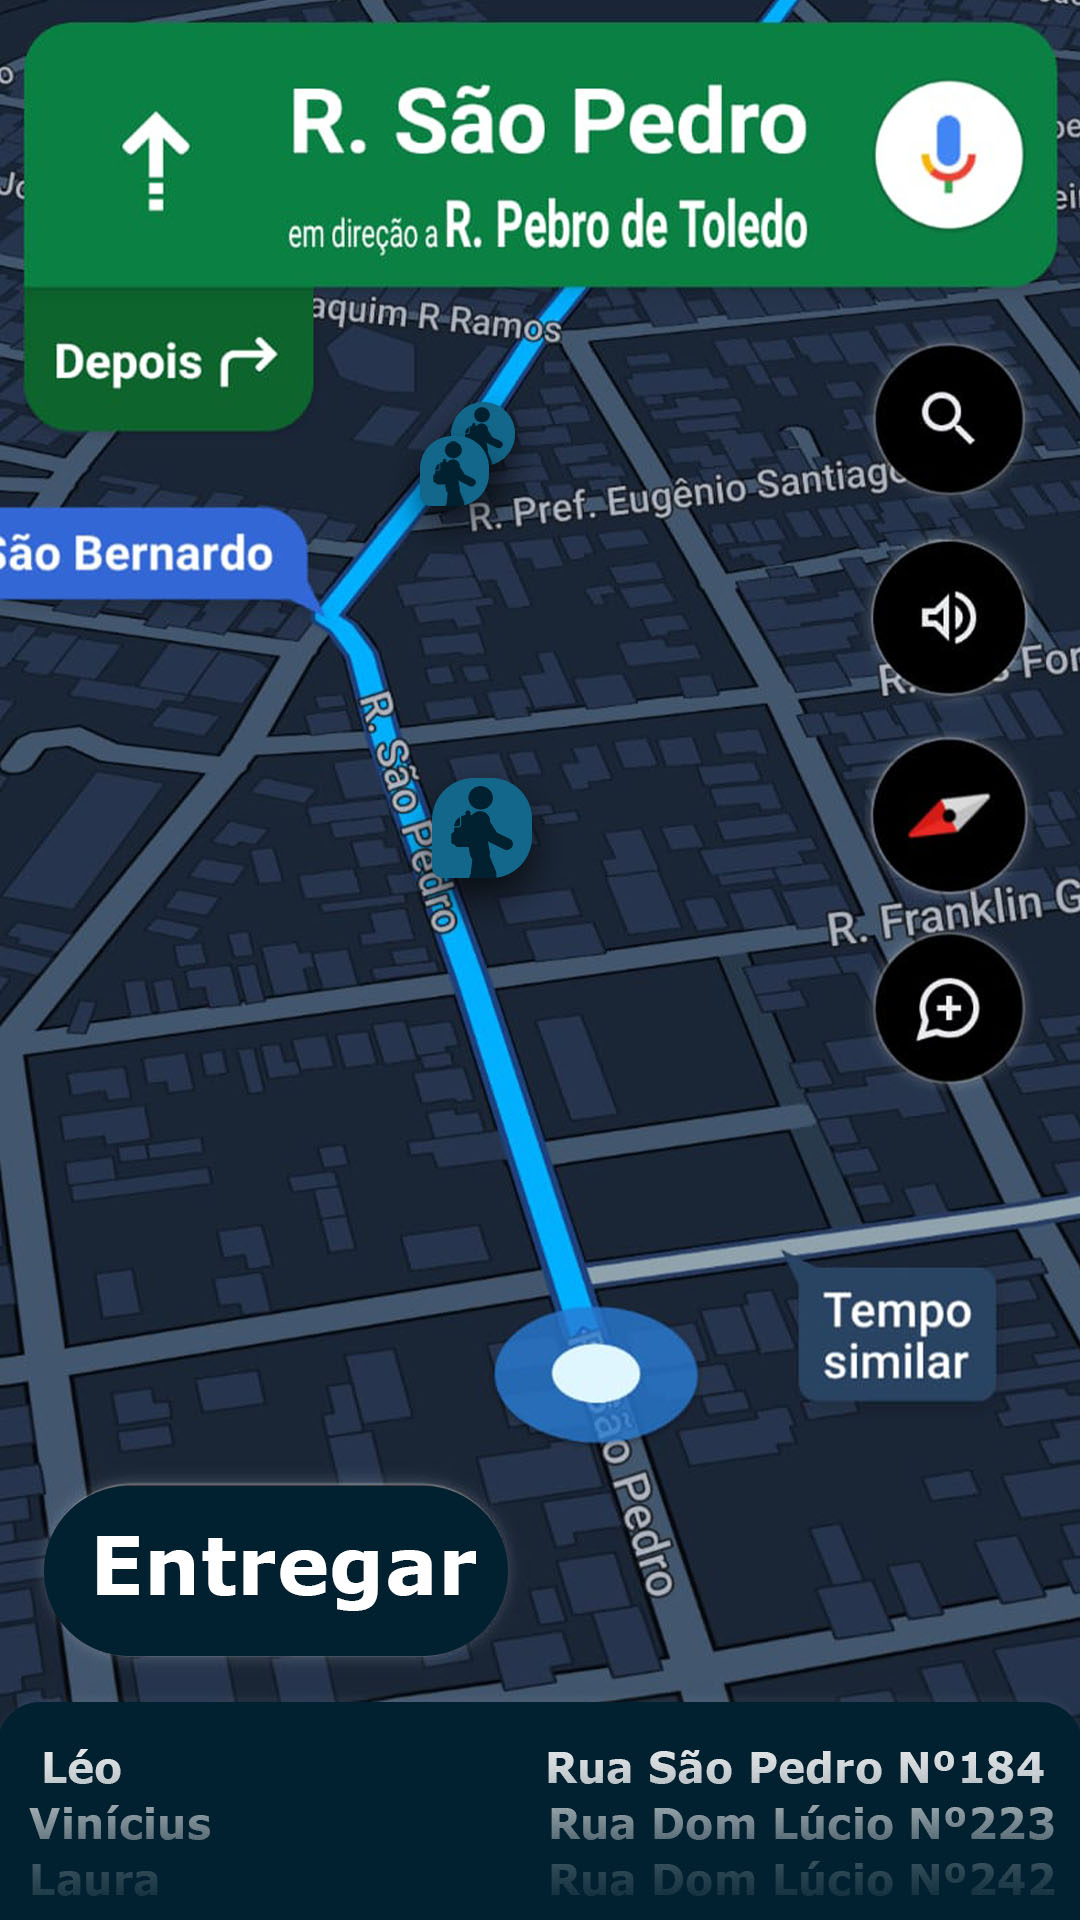 R. São Pedro
em direção a R. Pebro de Toledo
aquim R Ramos
Depois
R. Pref. Eugênio Santiago
São Bernardo
R. São Pedro
R. Franklin G
Tempo
similar
São Pedro
Entregar
Léo Rua São Pedro Nº184
Vinícius Rua Dom Lúcio Nº223
Laura Rua Dom Lúcio Nº242